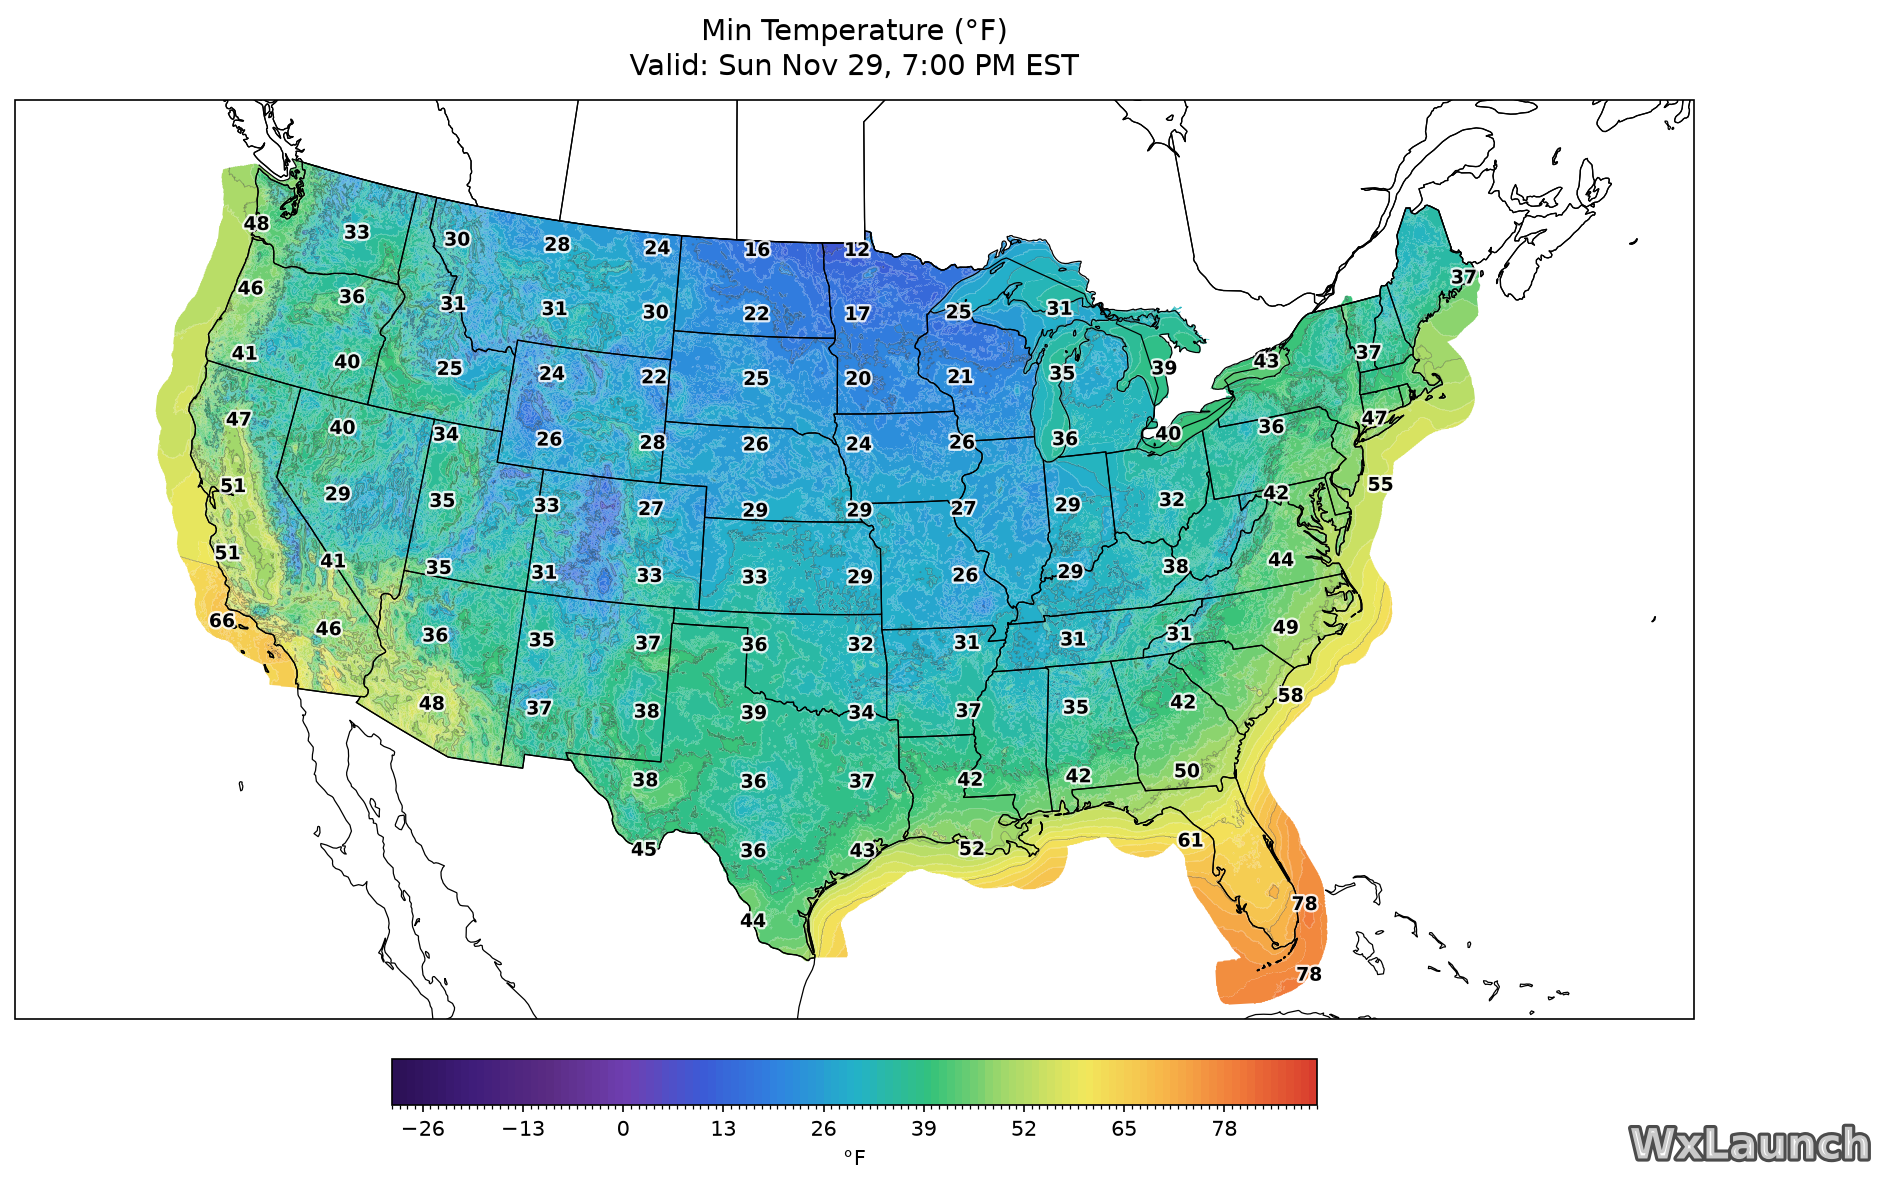 Min Temperature (°F)
Valid: Sun Nov 29, 7:00 PM EST
48 33 30 28 24 16 12
46 36 31 31 30 22 17 25 31 37
41 40 25 24 22 25 20 21 35 39 43 37
47 40 34 26 28 26 24 26 36 40 36 47
51 29 35 33 27 29 29 27 29 32 42 55
51 41 35 31 33 33 29 26 29 38 44
66 46 36 35 37 36 32 31 31 31 49
48 37 38 39 34 37 35 42 58
38 36 37 42 42 50
45 36 43 52 61
44 78
78
−26 −13 0 13 26 39 52 65 78
°F
WxLaunch